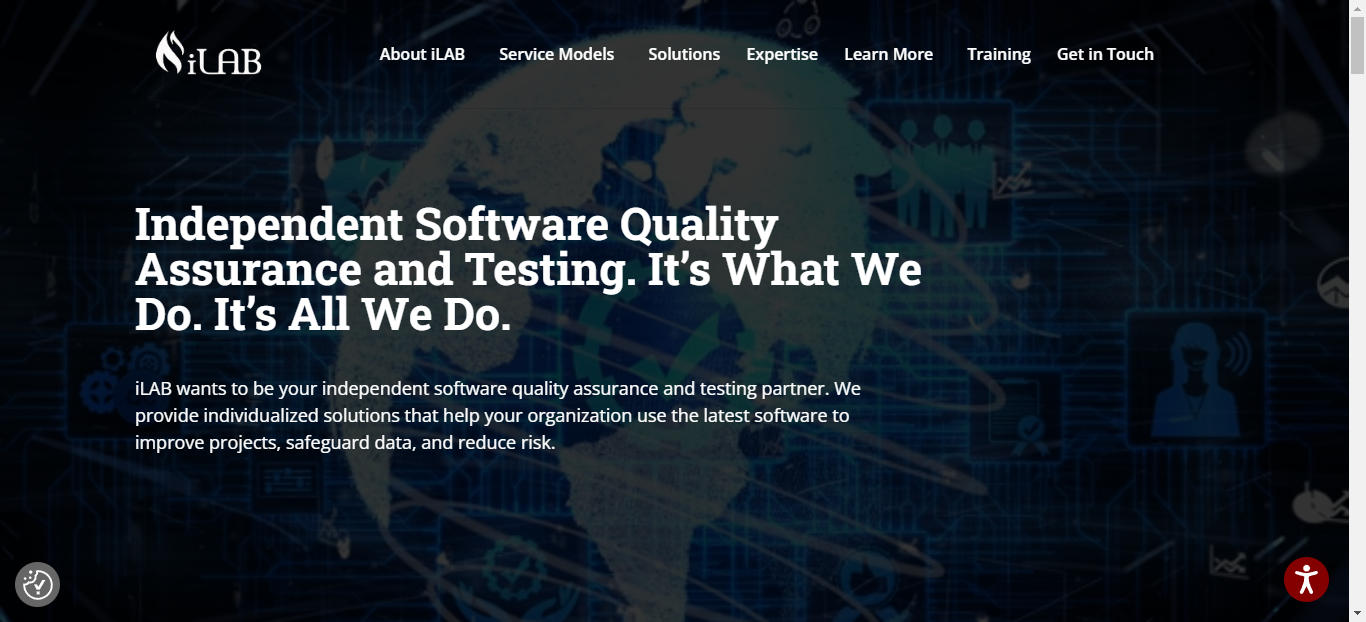 iLAB
About iLAB Service Models Solutions Expertise Learn More Training Get in Touch
Independent Software Quality
Assurance and Testing. It’s What We
Do. It’s All We Do.
iLAB wants to be your independent software quality assurance and testing partner. We
provide individualized solutions that help your organization use the latest software to
improve projects, safeguard data, and reduce risk.